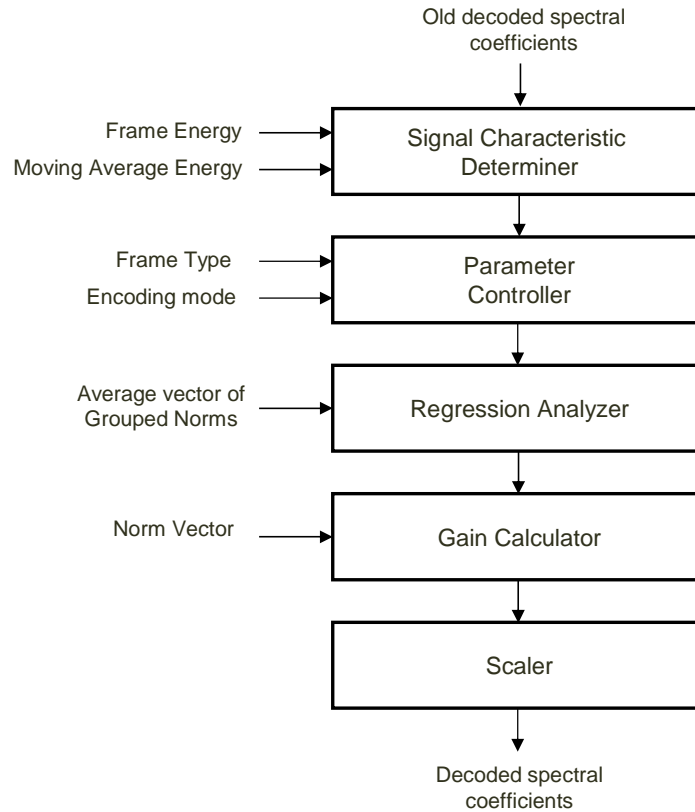 Old decoded spectral
coefficients
Frame Energy
Moving Average Energy
Signal Characteristic
Determiner
Frame Type
Encoding mode
Parameter
Controller
Average vector of
Grouped Norms
Regression Analyzer
Norm Vector
Gain Calculator
Scaler
Decoded spectral
coefficients